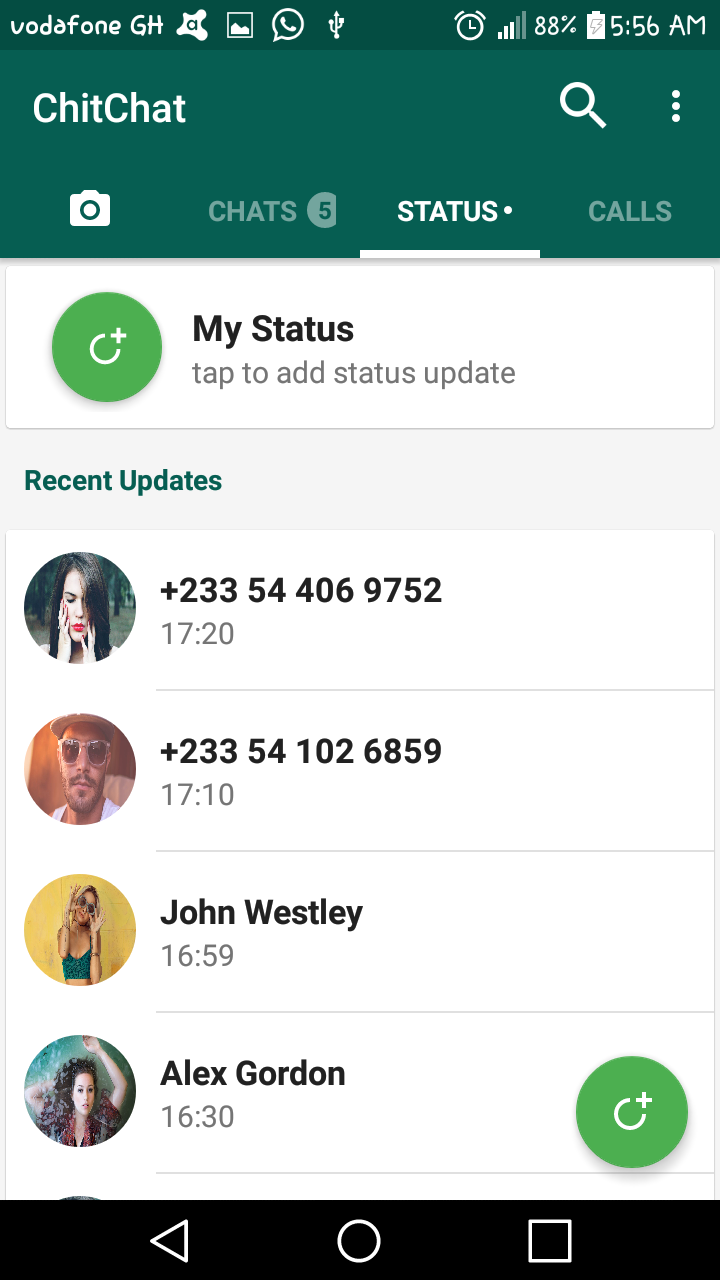 vodafone GH 88% 5:56 AM
ChitChat
CHATS 5 STATUS• CALLS
My Status
tap to add status update
Recent Updates
+233 54 406 9752
17:20
+233 54 102 6859
17:10
John Westley
16:59
Alex Gordon
16:30